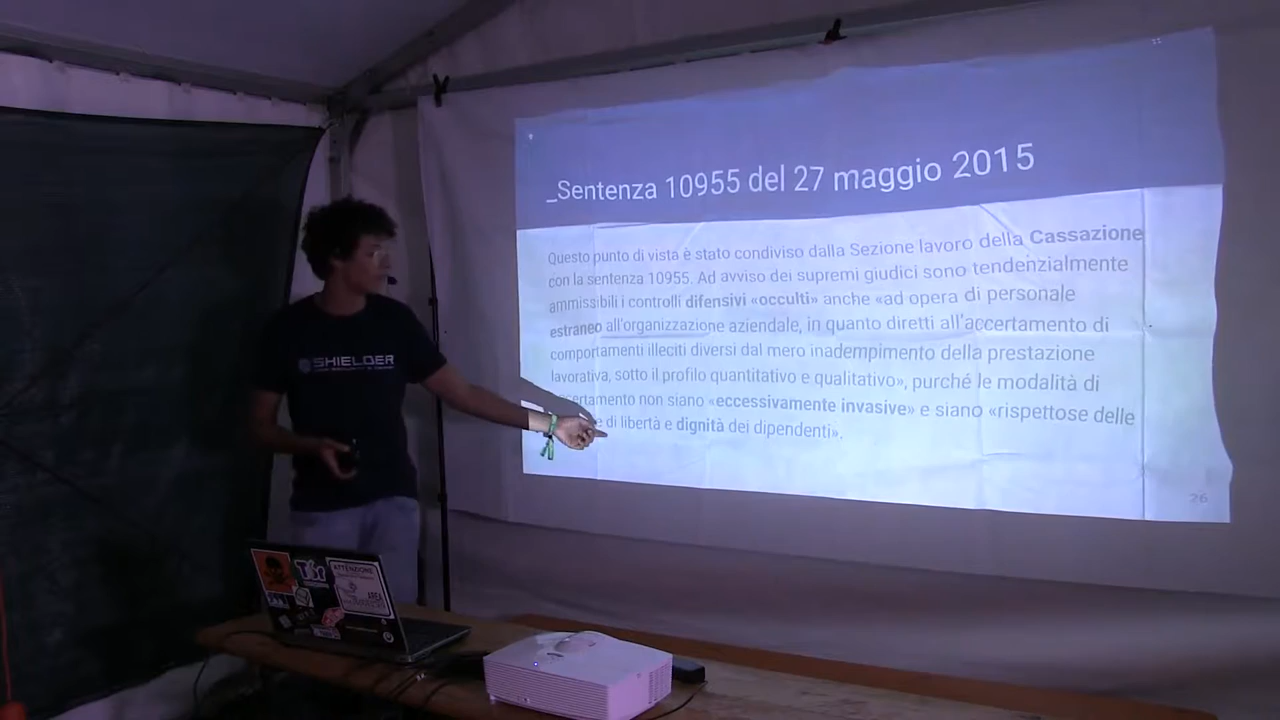 _Sentenza 10955 del 27 maggio 2015
Questo punto di vista è stato condiviso dalla Sezione lavoro della Cassazione
con la sentenza 10955. Ad avviso dei supremi giudici sono tendenzialmente
ammissibili i controlli difensivi «occulti» anche «ad opera di personale
estraneo all'organizzazione aziendale, in quanto diretti all'accertamento di
comportamenti illeciti diversi dal mero inadempimento della prestazione
lavorativa, sotto il profilo quantitativo e qualitativo», purché le modalità di
ertamento non siano «eccessivamente invasive» e siano «rispettose delle
e di libertà e dignità dei dipendenti».
26
SHIELDER
Tor
ATTENZIONE